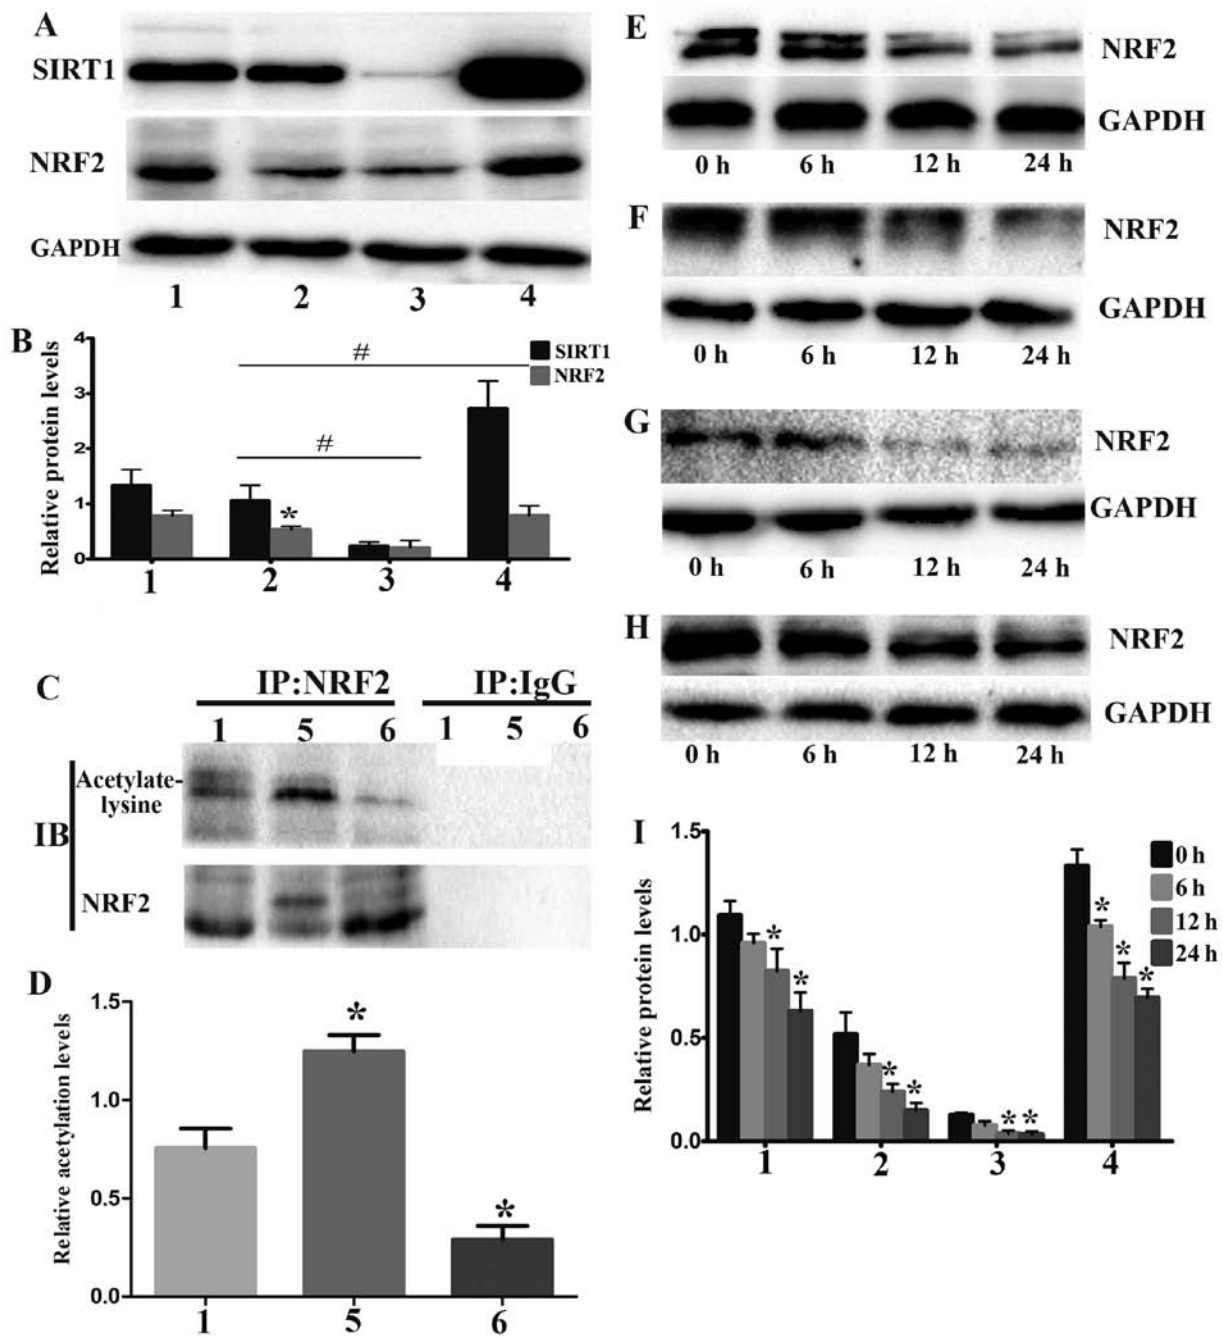 A
SIRT1
NRF2
GAPDH
1 2 3 4
B
Relative protein levels
4
3
2
1
0
#
#
*
SIRT1
NRF2
1 2 3 4
C
IP:NRF2 IP:IgG
1 5 6 1 5 6
IB
Acetylate-
lysine
NRF2
D
Relative acetylation levels
1.5
1.0
0.5
0.0
* *
1 5 6
E
NRF2
GAPDH
0 h 6 h 12 h 24 h
F
NRF2
GAPDH
0 h 6 h 12 h 24 h
G
NRF2
GAPDH
0 h 6 h 12 h 24 h
H
NRF2
GAPDH
0 h 6 h 12 h 24 h
I
Relative protein levels
1.5
1.0
0.5
0.0
* * * * * * * * *
0 h
6 h
12 h
24 h
1 2 3 4